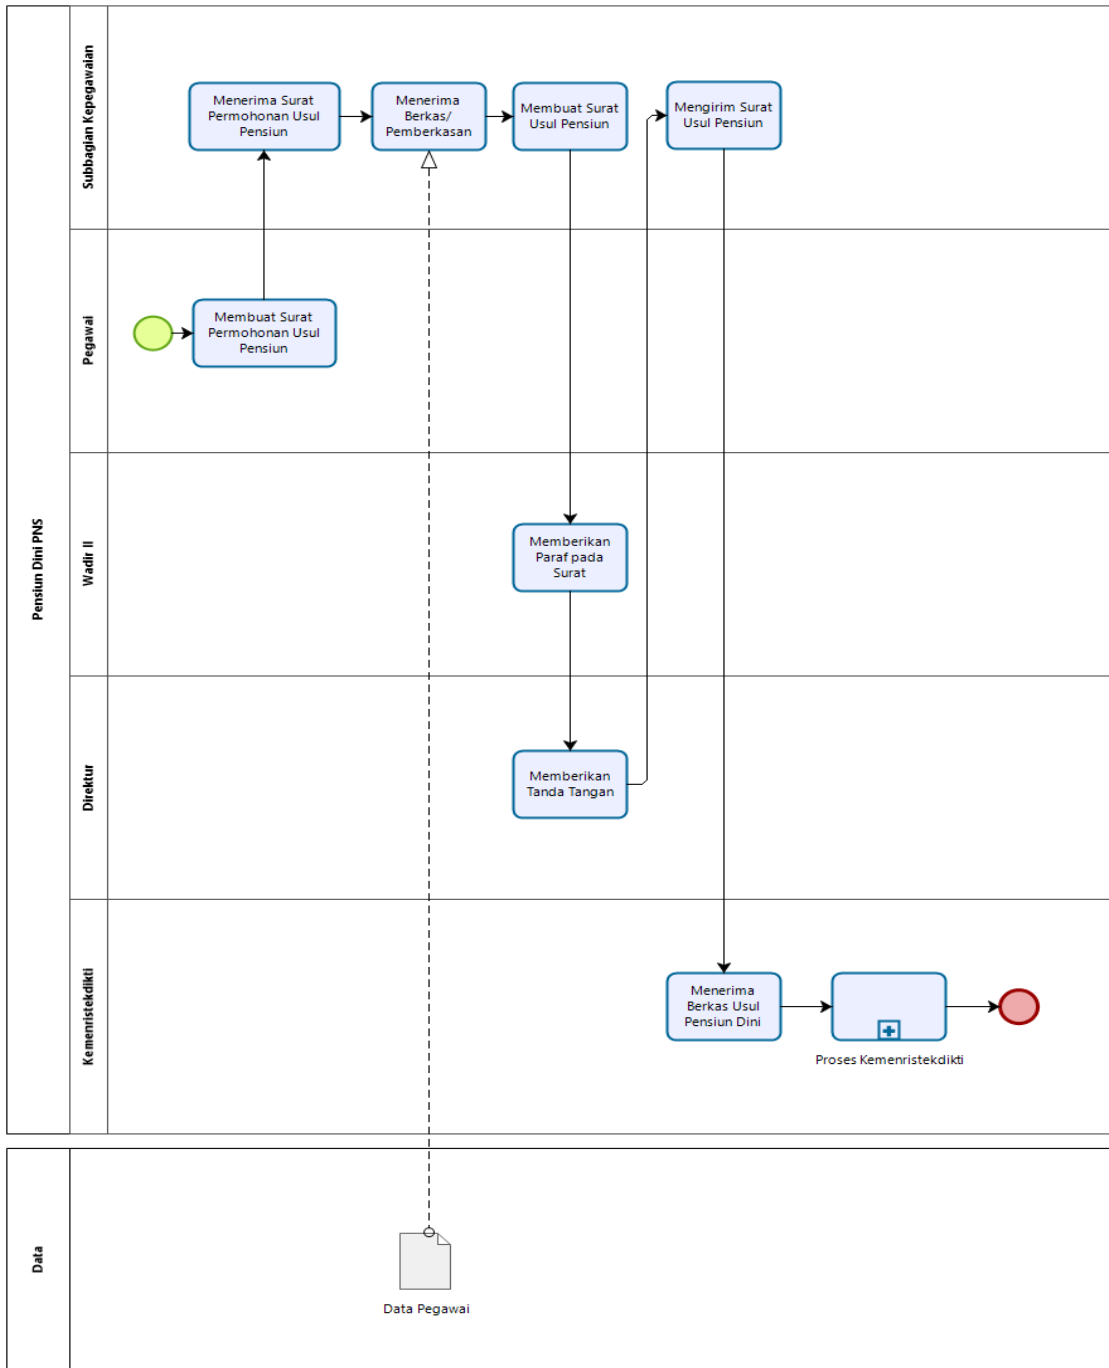 Pensiun Dini PNS
Subbagian Kepegawaian
Menerima Surat
Permohonan Usul
Pensiun
Menerima
Berkas/
Pemberkasan
Membuat Surat
Usul Pensiun
Mengirim Surat
Usul Pensiun
Pegawai
Membuat Surat
Permohonan Usul
Pensiun
Wadir II
Memberikan
Paraf pada
Surat
Direktur
Memberikan
Tanda Tangan
Kemenristekdikti
Menerima
Berkas Usul
Pensiun Dini
Proses Kemenristekdikti
Data
Data Pegawai